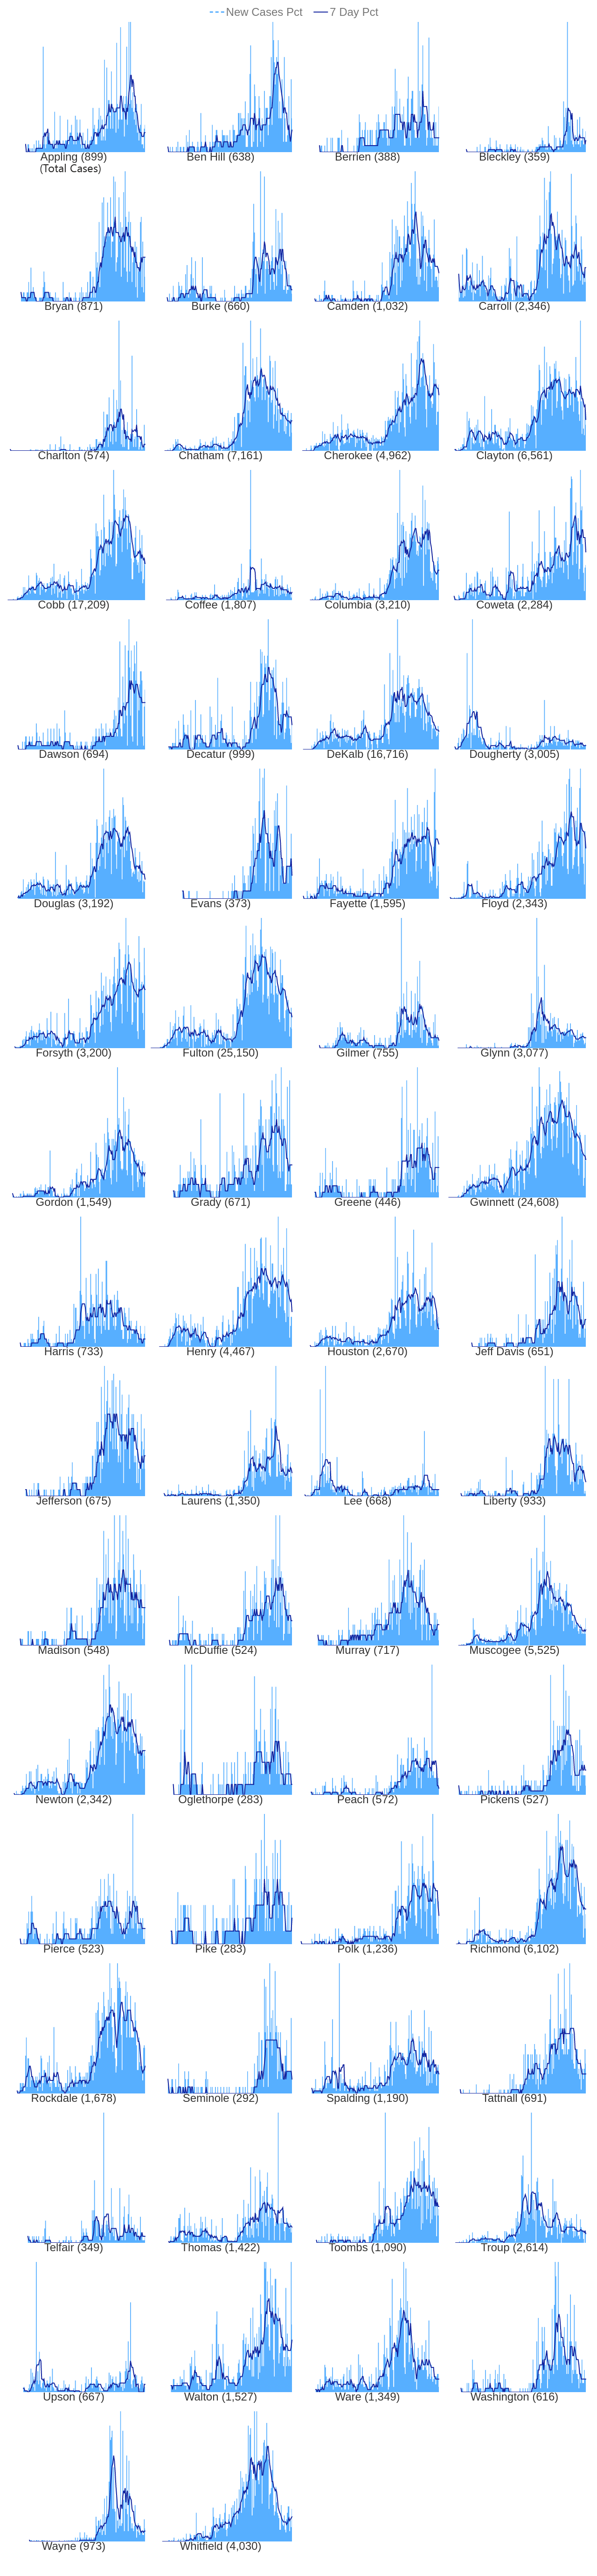 New Cases Pct 7 Day Pct
Appling (899) Ben Hill (638) Berrien (388) Bleckley (359)
(Total Cases)
Bryan (871) Burke (660) Camden (1,032) Carroll (2,346)
Charlton (574) Chatham (7,161) Cherokee (4,962) Clayton (6,561)
Cobb (17,209) Coffee (1,807) Columbia (3,210) Coweta (2,284)
Dawson (694) Decatur (999) DeKalb (16,716) Dougherty (3,005)
Douglas (3,192) Evans (373) Fayette (1,595) Floyd (2,343)
Forsyth (3,200) Fulton (25,150) Gilmer (755) Glynn (3,077)
Gordon (1,549) Grady (671) Greene (446) Gwinnett (24,608)
Harris (733) Henry (4,467) Houston (2,670) Jeff Davis (651)
Jefferson (675) Laurens (1,350) Lee (668) Liberty (933)
Madison (548) McDuffie (524) Murray (717) Muscogee (5,525)
Newton (2,342) Oglethorpe (283) Peach (572) Pickens (527)
Pierce (523) Pike (283) Polk (1,236) Richmond (6,102)
Rockdale (1,678) Seminole (292) Spalding (1,190) Tattnall (691)
Telfair (349) Thomas (1,422) Toombs (1,090) Troup (2,614)
Upson (667) Walton (1,527) Ware (1,349) Washington (616)
Wayne (973) Whitfield (4,030)